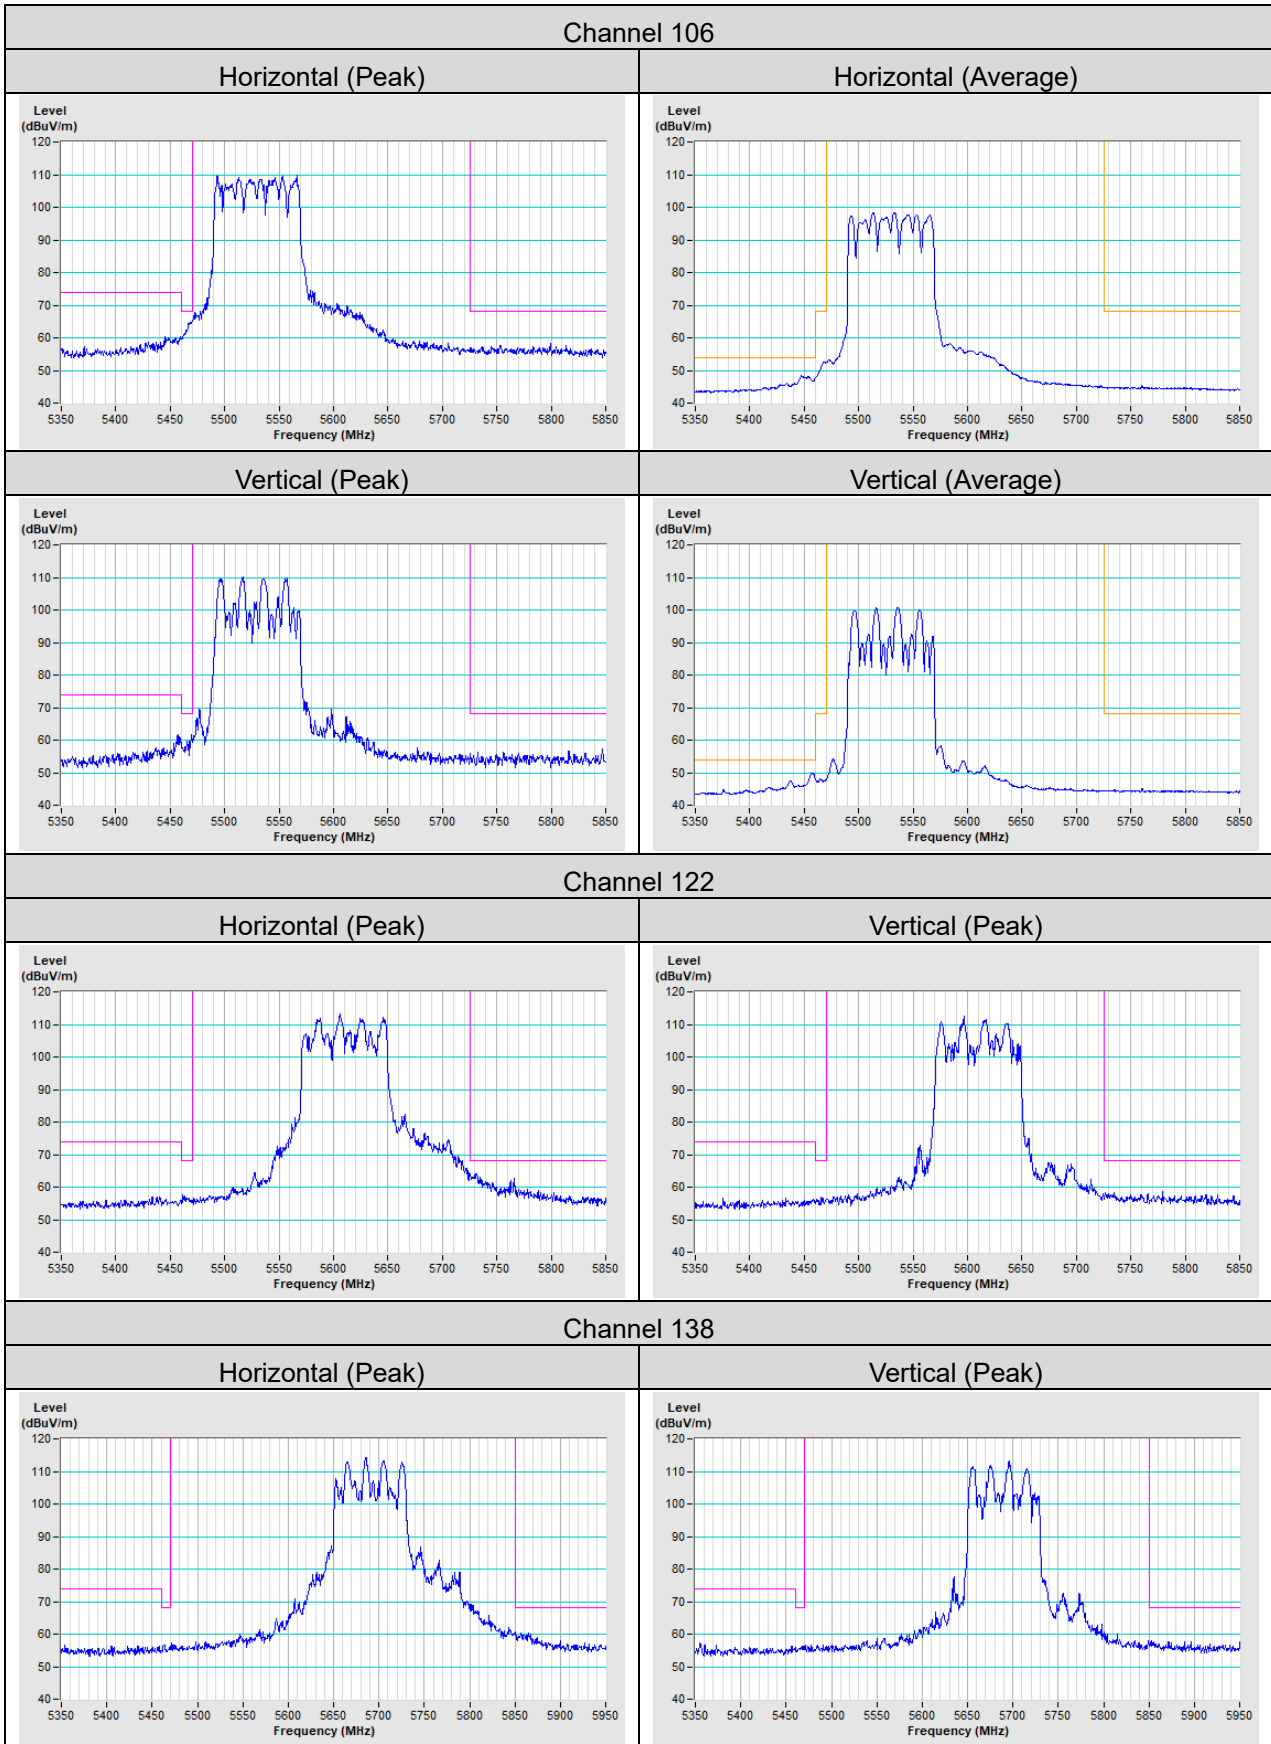 Channel 106
Horizontal (Peak)
Horizontal (Average)
Level
(dBuV/m)
120
110
100
90
80
70
60
50
40
5350 5400 5450 5500 5550 5600 5650 5700 5750 5800 5850
Frequency (MHz)
Level
(dBuV/m)
120
110
100
90
80
70
60
50
40
5350 5400 5450 5500 5550 5600 5650 5700 5750 5800 5850
Frequency (MHz)
Vertical (Peak)
Vertical (Average)
Level
(dBuV/m)
120
110
100
90
80
70
60
50
40
5350 5400 5450 5500 5550 5600 5650 5700 5750 5800 5850
Frequency (MHz)
Level
(dBuV/m)
120
110
100
90
80
70
60
50
40
5350 5400 5450 5500 5550 5600 5650 5700 5750 5800 5850
Frequency (MHz)
Channel 122
Horizontal (Peak)
Vertical (Peak)
Level
(dBuV/m)
120
110
100
90
80
70
60
50
40
5350 5400 5450 5500 5550 5600 5650 5700 5750 5800 5850
Frequency (MHz)
Level
(dBuV/m)
120
110
100
90
80
70
60
50
40
5350 5400 5450 5500 5550 5600 5650 5700 5750 5800 5850
Frequency (MHz)
Channel 138
Horizontal (Peak)
Vertical (Peak)
Level
(dBuV/m)
120
110
100
90
80
70
60
50
40
5350 5400 5450 5500 5550 5600 5650 5700 5750 5800 5850 5900 5950
Frequency (MHz)
Level
(dBuV/m)
120
110
100
90
80
70
60
50
40
5350 5400 5450 5500 5550 5600 5650 5700 5750 5800 5850 5900 5950
Frequency (MHz)